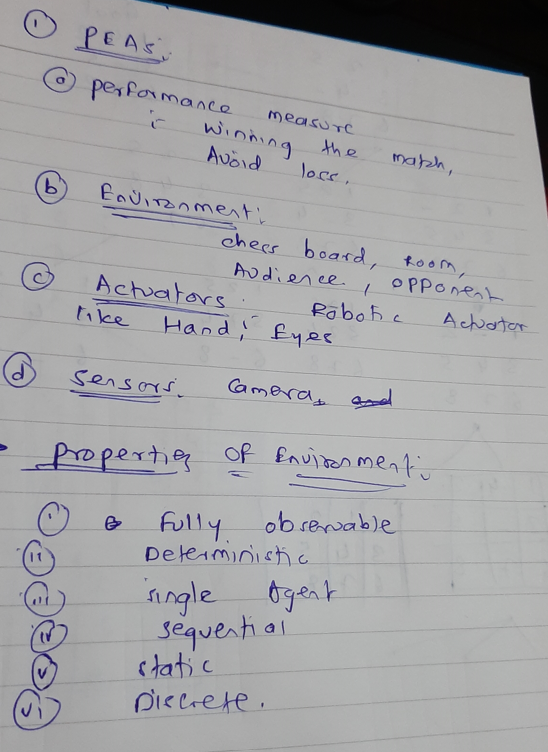 ① PEAS:
ⓐ performance measure
:- winning the match,
Avoid loss.
ⓑ Environment:
chess board, room,
Audience, opponent
ⓒ Actuators: Robotic Actuator
like Hand, Eyes
ⓓ Sensors. Camera. and
Properties of Environment:
ⓘ Fully observable
ⓘⓘ Deterministic
ⓘⓘⓘ single Agent
ⓘⓥ sequential
ⓥ static
ⓥⓘ Discrete.